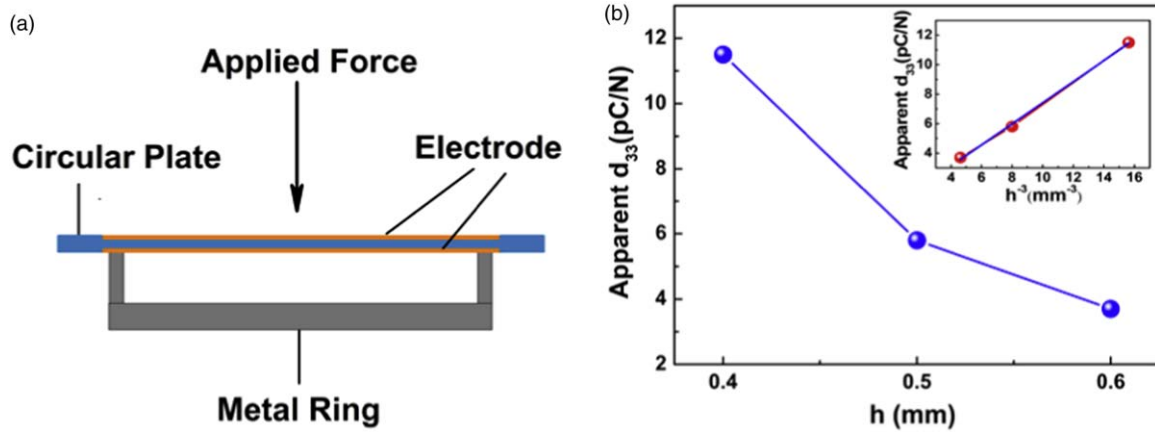 (a)
Applied Force
Circular Plate
Electrode
Metal Ring
(b)
Apparent d33(pC/N)
12
10
8
6
4
2
0.4
0.5
0.6
h (mm)
Apparent d33(pC/N)
12
10
8
6
4
4
6
8
10
12
14
16
h-3(mm-3)